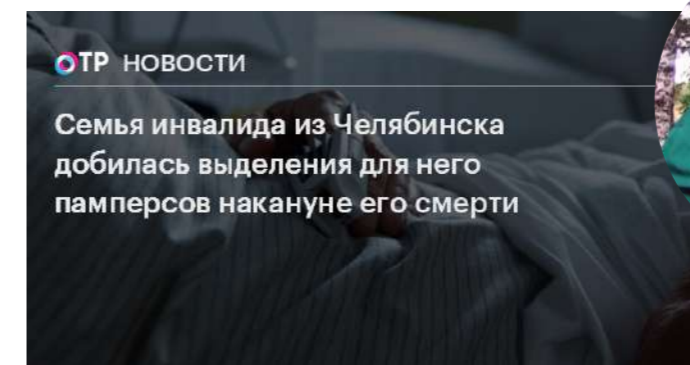 ОТР НОВОСТИ
Семья инвалида из Челябинска
добилась выделения для него
памперсов накануне его смерти